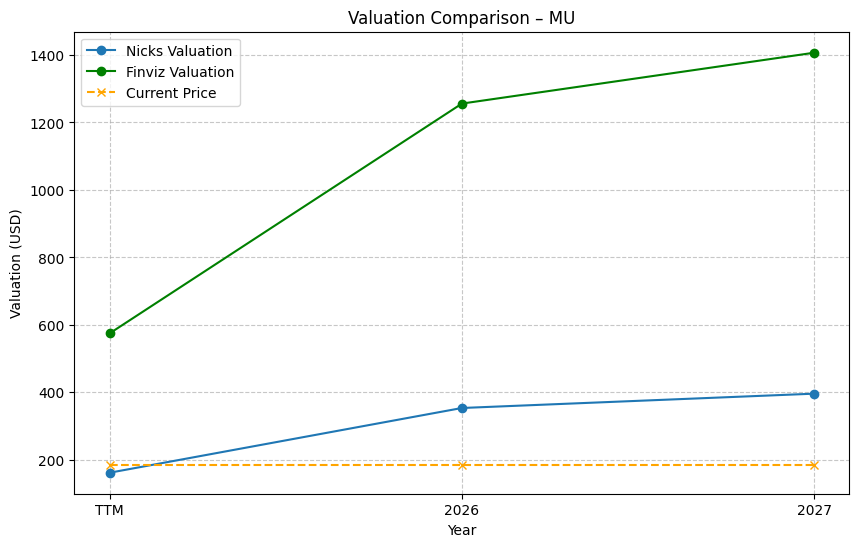 Valuation Comparison – MU
Nicks Valuation
Finviz Valuation
Current Price
Valuation (USD)
1400
1200
1000
800
600
400
200
TTM
2026
2027
Year